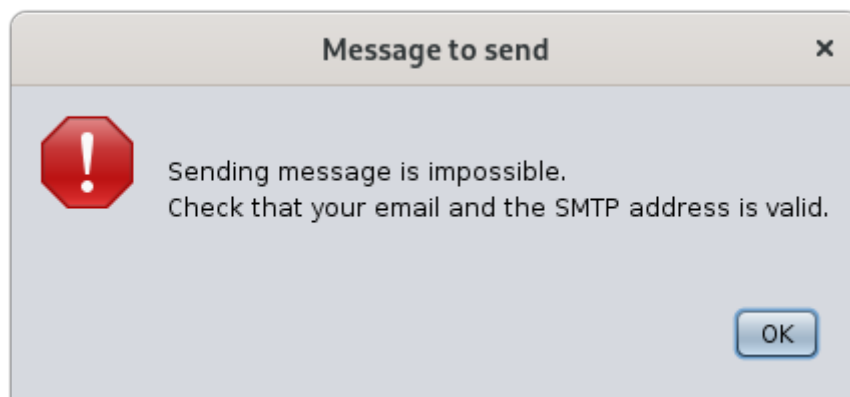 Message to send
Sending message is impossible.
Check that your email and the SMTP address is valid.
OK